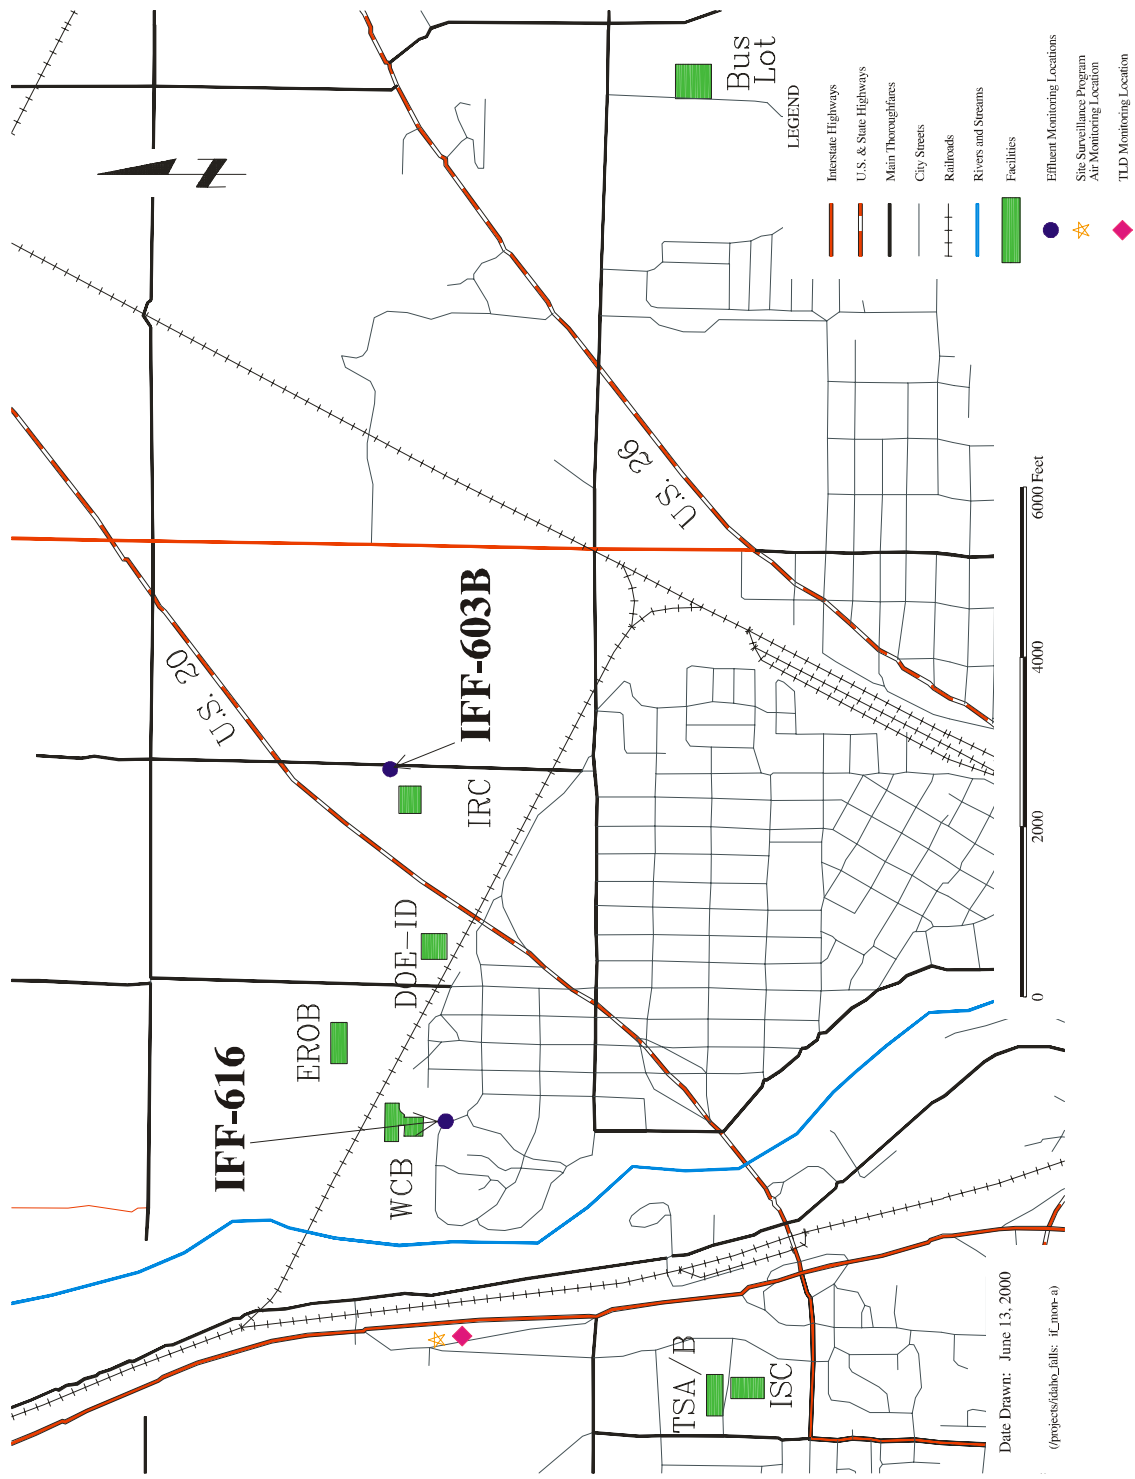 Bus
Lot
LEGEND
Interstate Highways
U.S. & State Highways
Main Thoroughfares
City Streets
Railroads
Rivers and Streams
Facilities
Effluent Monitoring Locations
Site Surveillance Program
Air Monitoring Location
TLD Monitoring Location
U.S. 20
U.S. 26
IFF-603B
IRC
DOE-ID
EROB
IFF-616
WCB
TSA/B
ISC
0
2000
4000
6000 Feet
Date Drawn: June 13, 2000
(/projects/idaho_falls: if_mon-a)